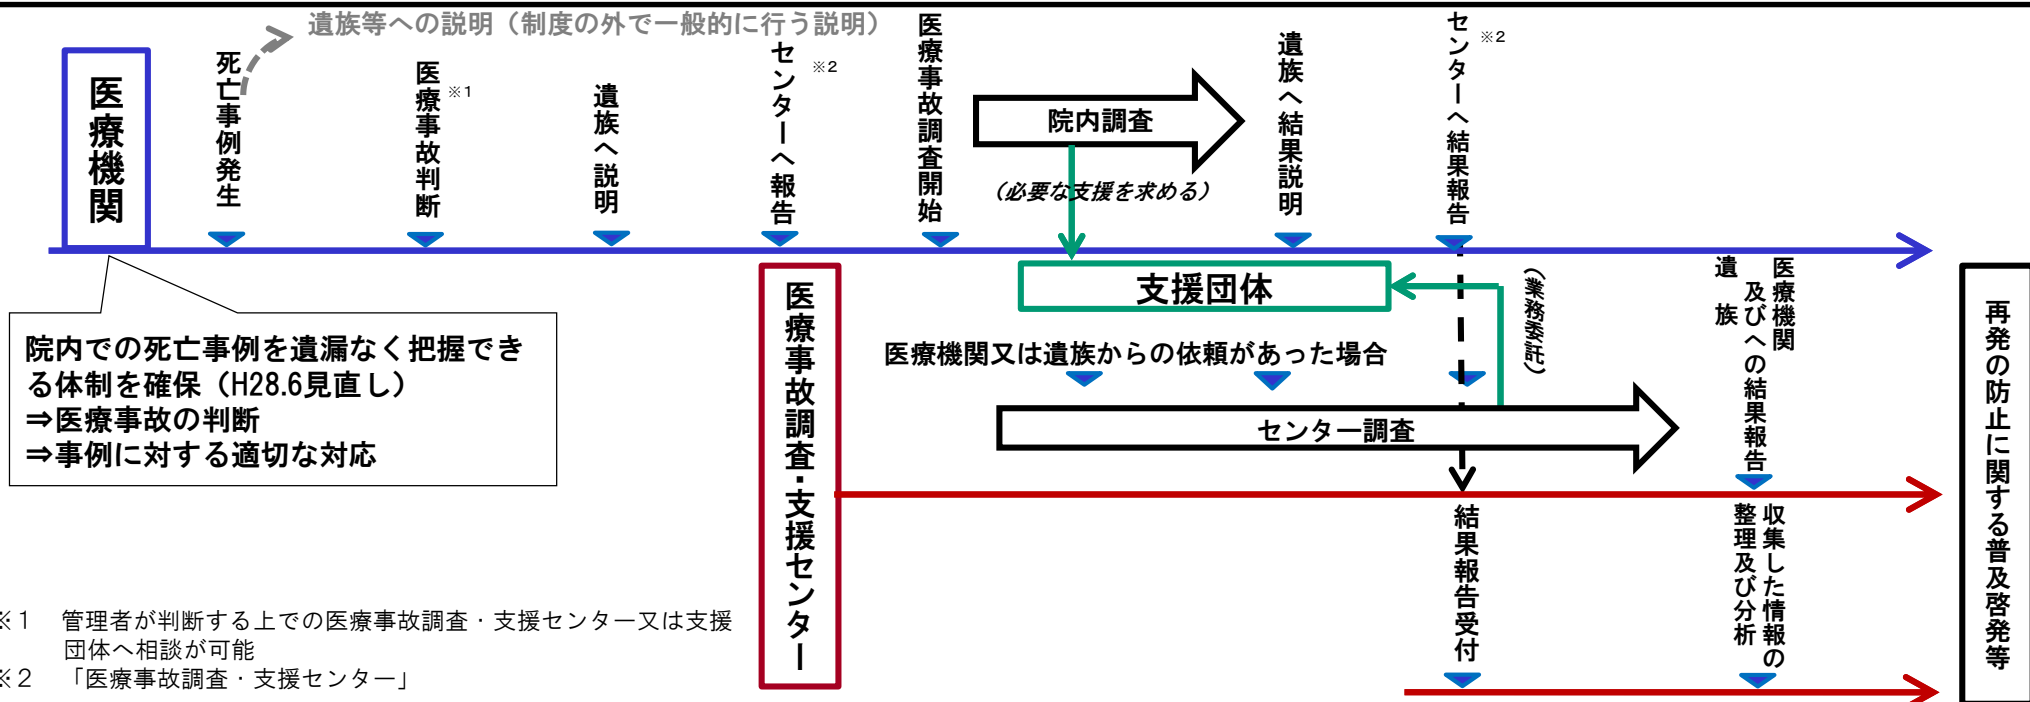 遺族等への説明（制度の外で一般的に行う説明）
医療機関
死亡事例発生
医療事故判断
※1
遺族へ説明
センターへ報告
※2
医療事故調査開始
院内調査
（必要な支援を求める）
遺族へ結果説明
センターへ結果報告
※2
院内での死亡事例を遺漏なく把握でき
る体制を確保（H28.6見直し）
⇒医療事故の判断
⇒事例に対する適切な対応
医療事故調査・支援センター
支援団体
（業務委託）
医療機関又は遺族からの依頼があった場合
センター調査
医療機関
及びへの結果報告
遺　族
結果報告受付
収集した情報の
整理及び分析
再発の防止に関する普及啓発等
※１　管理者が判断する上での医療事故調査・支援センター又は支援
団体へ相談が可能
※２　「医療事故調査・支援センター」